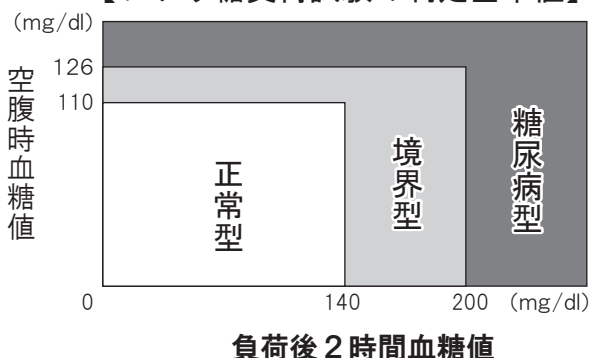 (mg/dl)
126
110
空腹時血糖値
正常型
境界型
糖尿病型
0 140 200 (mg/dl)
負荷後2時間血糖値